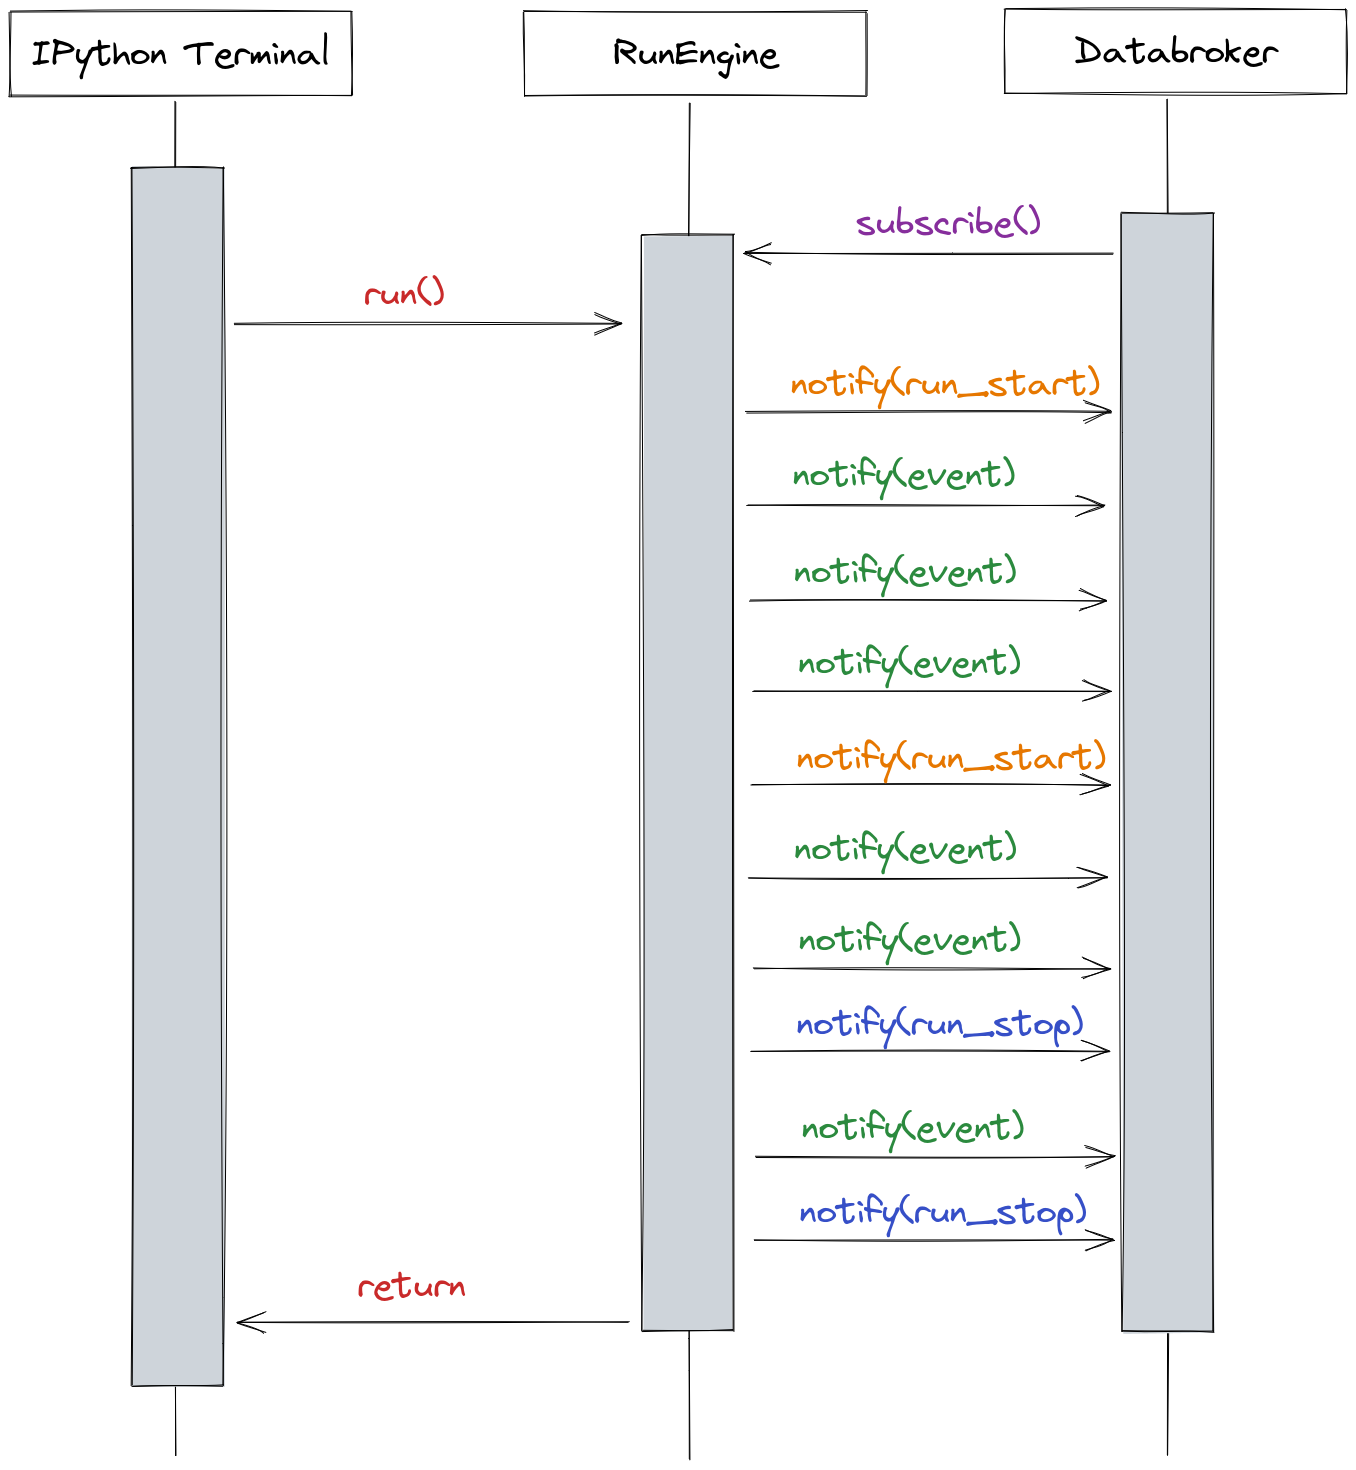 IPython Terminal
RunEngine
Databroker
subscribe()
run()
notify(run_start)
notify(event)
notify(event)
notify(event)
notify(run_start)
notify(event)
notify(event)
notify(run_stop)
notify(event)
notify(run_stop)
return